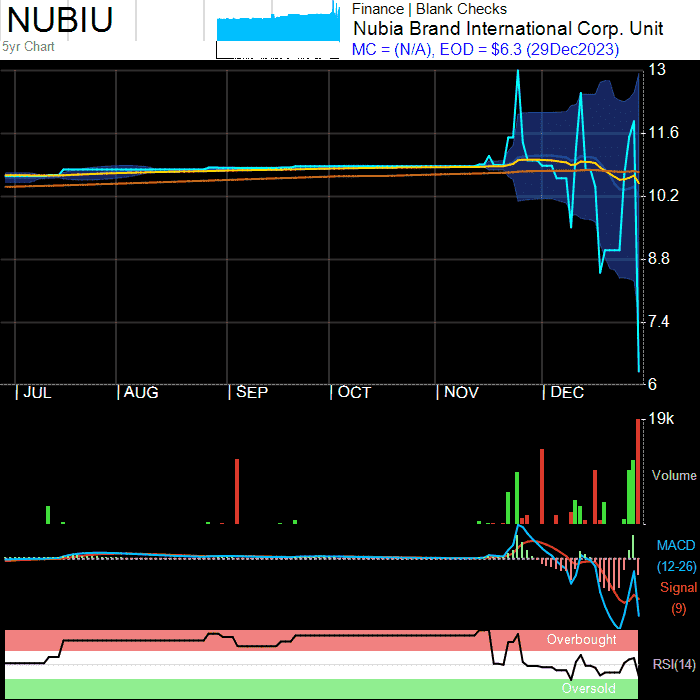 NUBIU
5yr Chart
Finance | Blank Checks
Nubia Brand International Corp. Unit
MC = (N/A), EOD = $6.3 (29Dec2023)
13
11.6
10.2
8.8
7.4
6
JUL
AUG
SEP
OCT
NOV
DEC
19k
Volume
MACD
(12-26)
Signal
(9)
Overbought
RSI(14)
Oversold